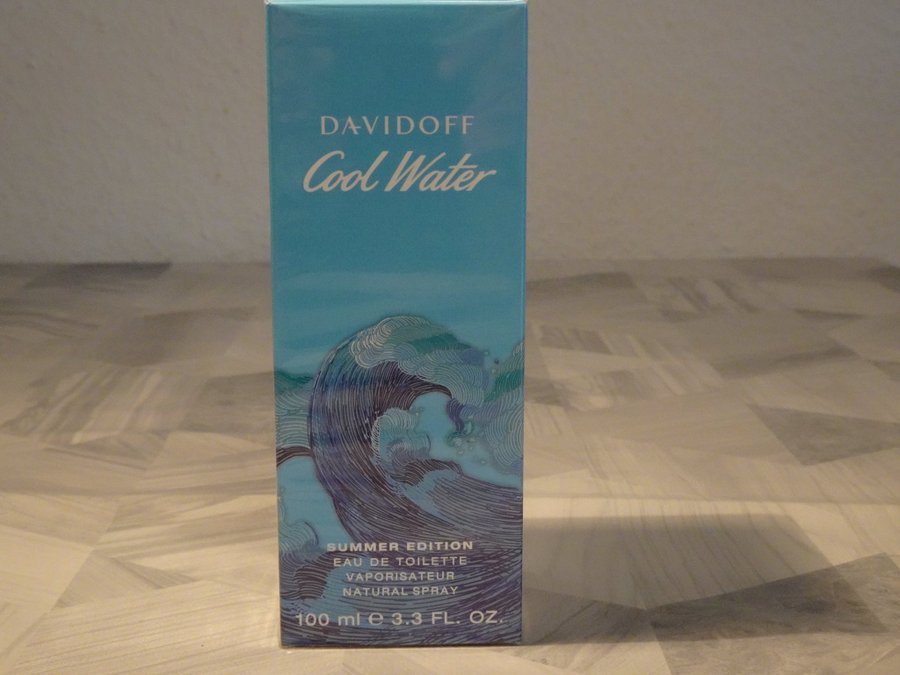 DAVIDOFF
Cool Water
SUMMER EDITION
EAU DE TOILETTE
VAPORISATEUR
NATURAL SPRAY
100 ml ℮ 3.3 FL. OZ.